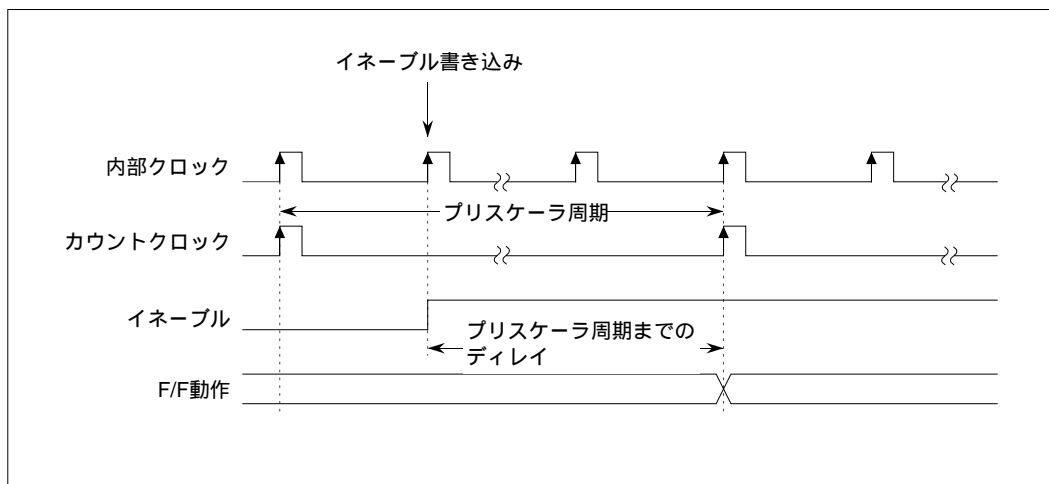 イネーブル書き込み
内部クロック
プリスケーラ周期
カウントクロック
イネーブル
プリスケーラ周期までの
ディレイ
F/F動作